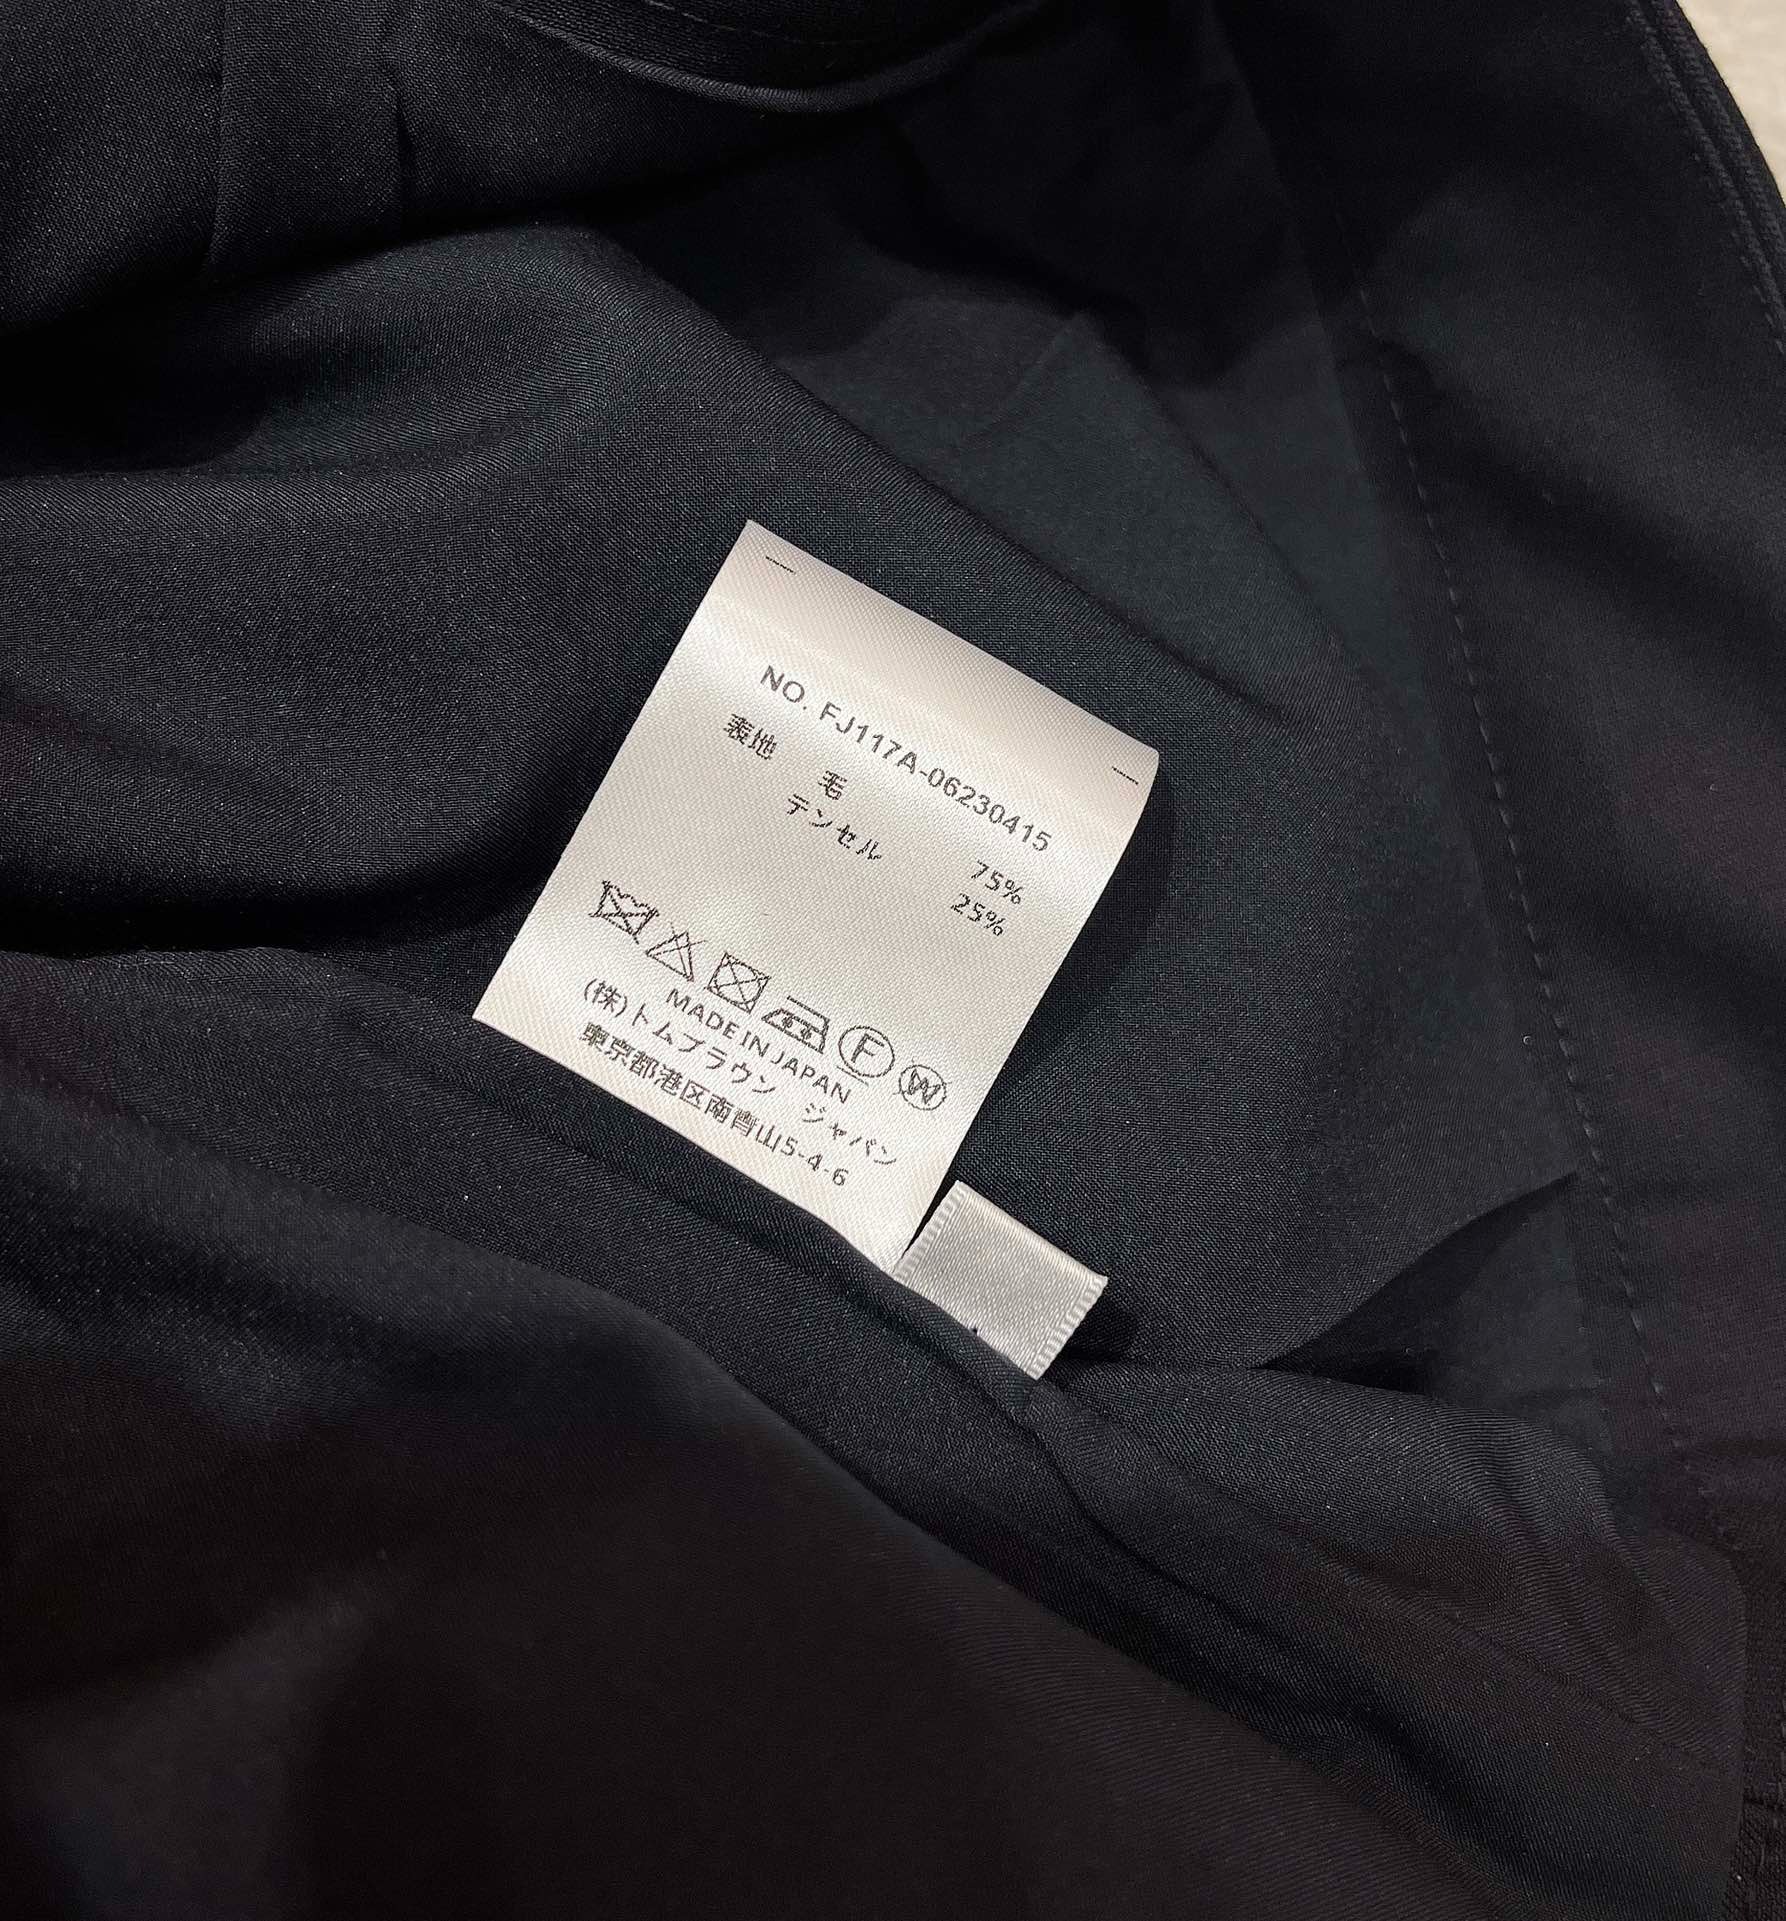 NO. FJ117A-06230415
表地 毛 75%
テンセル 25%
F W
MADE IN JAPAN
(株)トムブラウン ジャパン
東京都港区南青山5-4-6